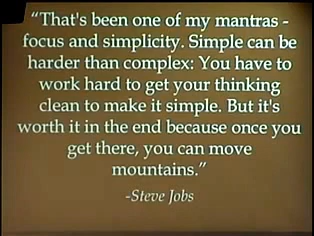 “That's been one of my mantras -
focus and simplicity. Simple can be
harder than complex: You have to
work hard to get your thinking
clean to make it simple. But it's
worth it in the end because once you
get there, you can move
mountains.”
-Steve Jobs